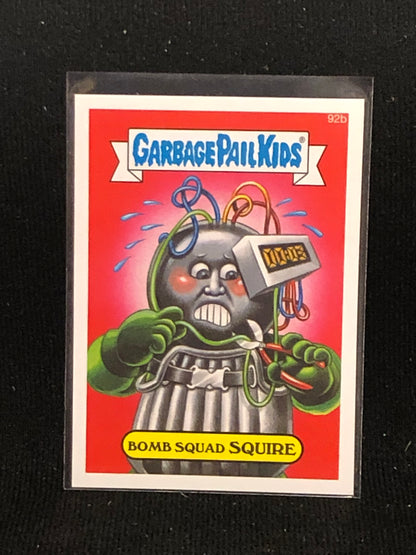 92b
GARBAGE PAIL KIDS®
BOMB SQUAD SQUIRE